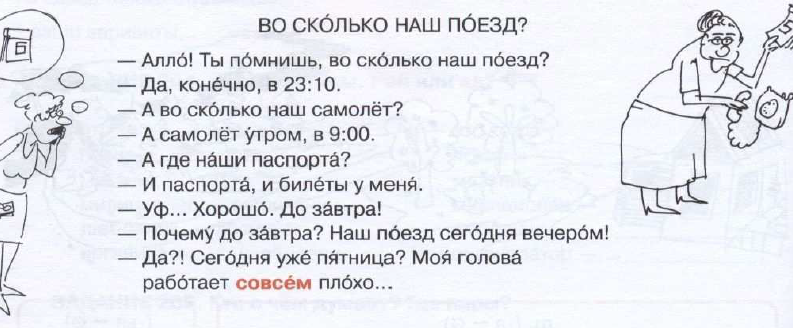 ВО СКО́ЛЬКО НАШ ПО́ЕЗД?
— Алло́! Ты по́мнишь, во ско́лько наш по́езд?
— Да, коне́чно, в 23:10.
— А во ско́лько наш самолёт?
— А самолёт у́тром, в 9:00.
— А где на́ши паспорта́?
— И паспорта́, и биле́ты у меня́.
— Уф... Хорошо́. До за́втра!
— Почему́ до за́втра? Наш по́езд сего́дня вечеро́м!
— Да?! Сего́дня уже́ пя́тница? Моя́ голова́
рабо́тает совсе́м пло́хо...